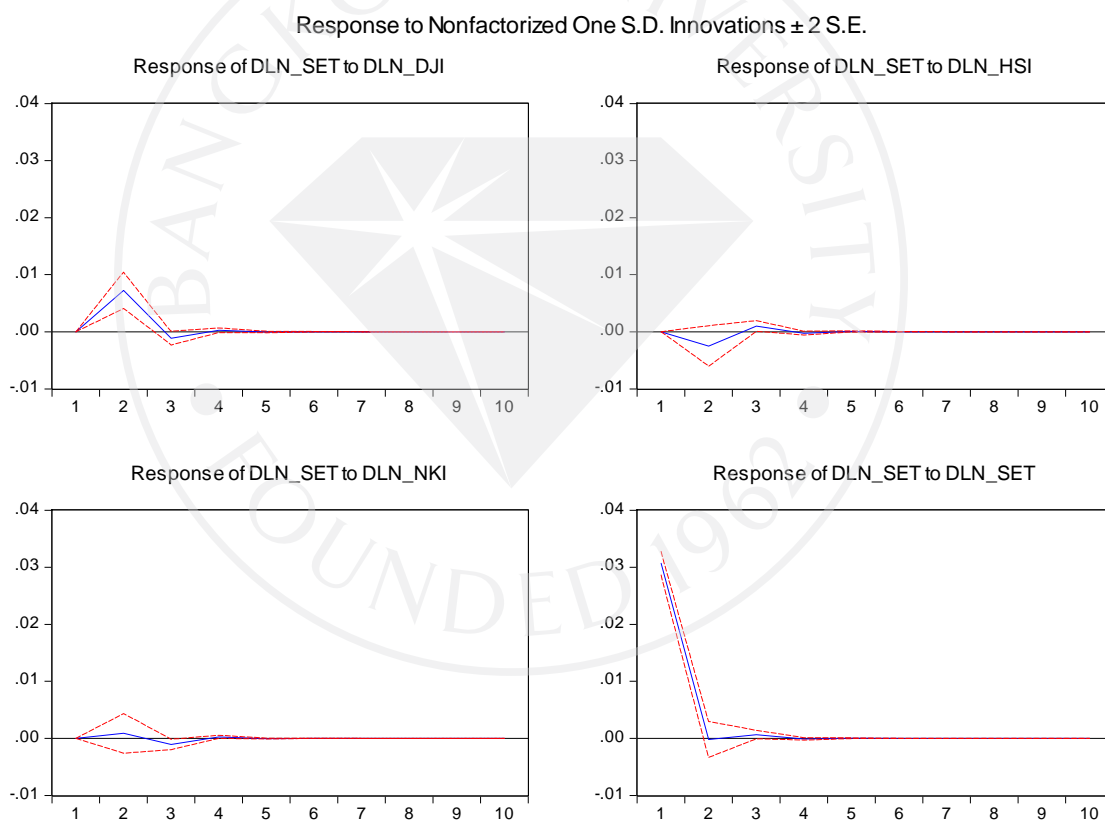 Response to Nonfactorized One S.D. Innovations ± 2 S.E.
Response of DLN_SET to DLN_DJI
.04
.03
.02
.01
.00
-.01
1 2 3 4 5 6 7 8 9 10
Response of DLN_SET to DLN_HSI
.04
.03
.02
.01
.00
-.01
1 2 3 4 5 6 7 8 9 10
Response of DLN_SET to DLN_NKI
.04
.03
.02
.01
.00
-.01
1 2 3 4 5 6 7 8 9 10
Response of DLN_SET to DLN_SET
.04
.03
.02
.01
.00
-.01
1 2 3 4 5 6 7 8 9 10
FOUNDED 1962